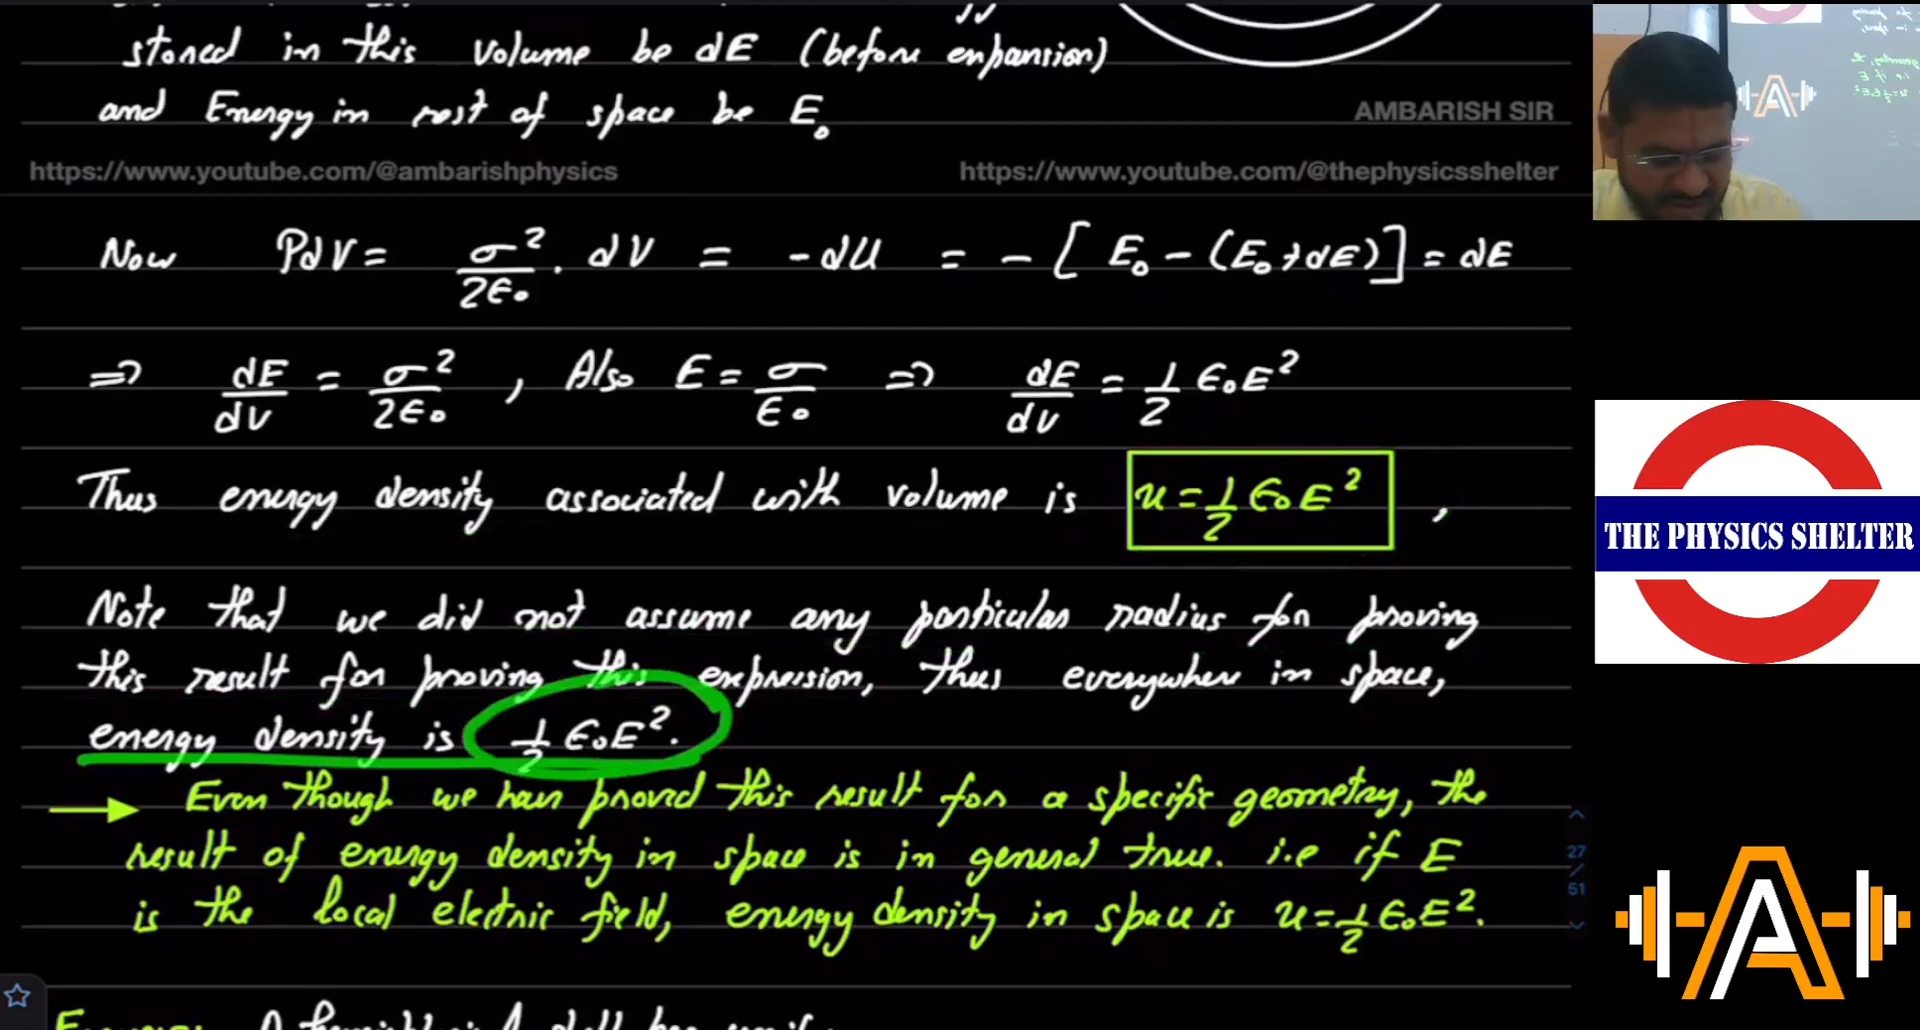 stored in this volume be dE (before expansion)
and Energy in rest of space be E₀
AMBARISH SIR
https://www.youtube.com/@ambarishphysics
https://www.youtube.com/@thephysicsshelter
Now PdV = σ²/2ϵ₀ . dV = -dU = -[E₀ - (E₀+dE)] = dE
⇒ dE/dV = σ²/2ϵ₀ , Also E = σ/ϵ₀ ⇒ dE/dV = 1/2 ϵ₀E²
Thus energy density associated with volume is u = 1/2 ϵ₀E² ,
Note that we did not assume any particular radius for proving
this result for proving this expression, thus everywhere in space,
energy density is 1/2 ϵ₀E².
Even though we have proved this result for a specific geometry, the
result of energy density in space is in general true. i.e if E
is the local electric field, energy density in space is u = 1/2 ϵ₀E².
27
/
51
THE PHYSICS SHELTER
A